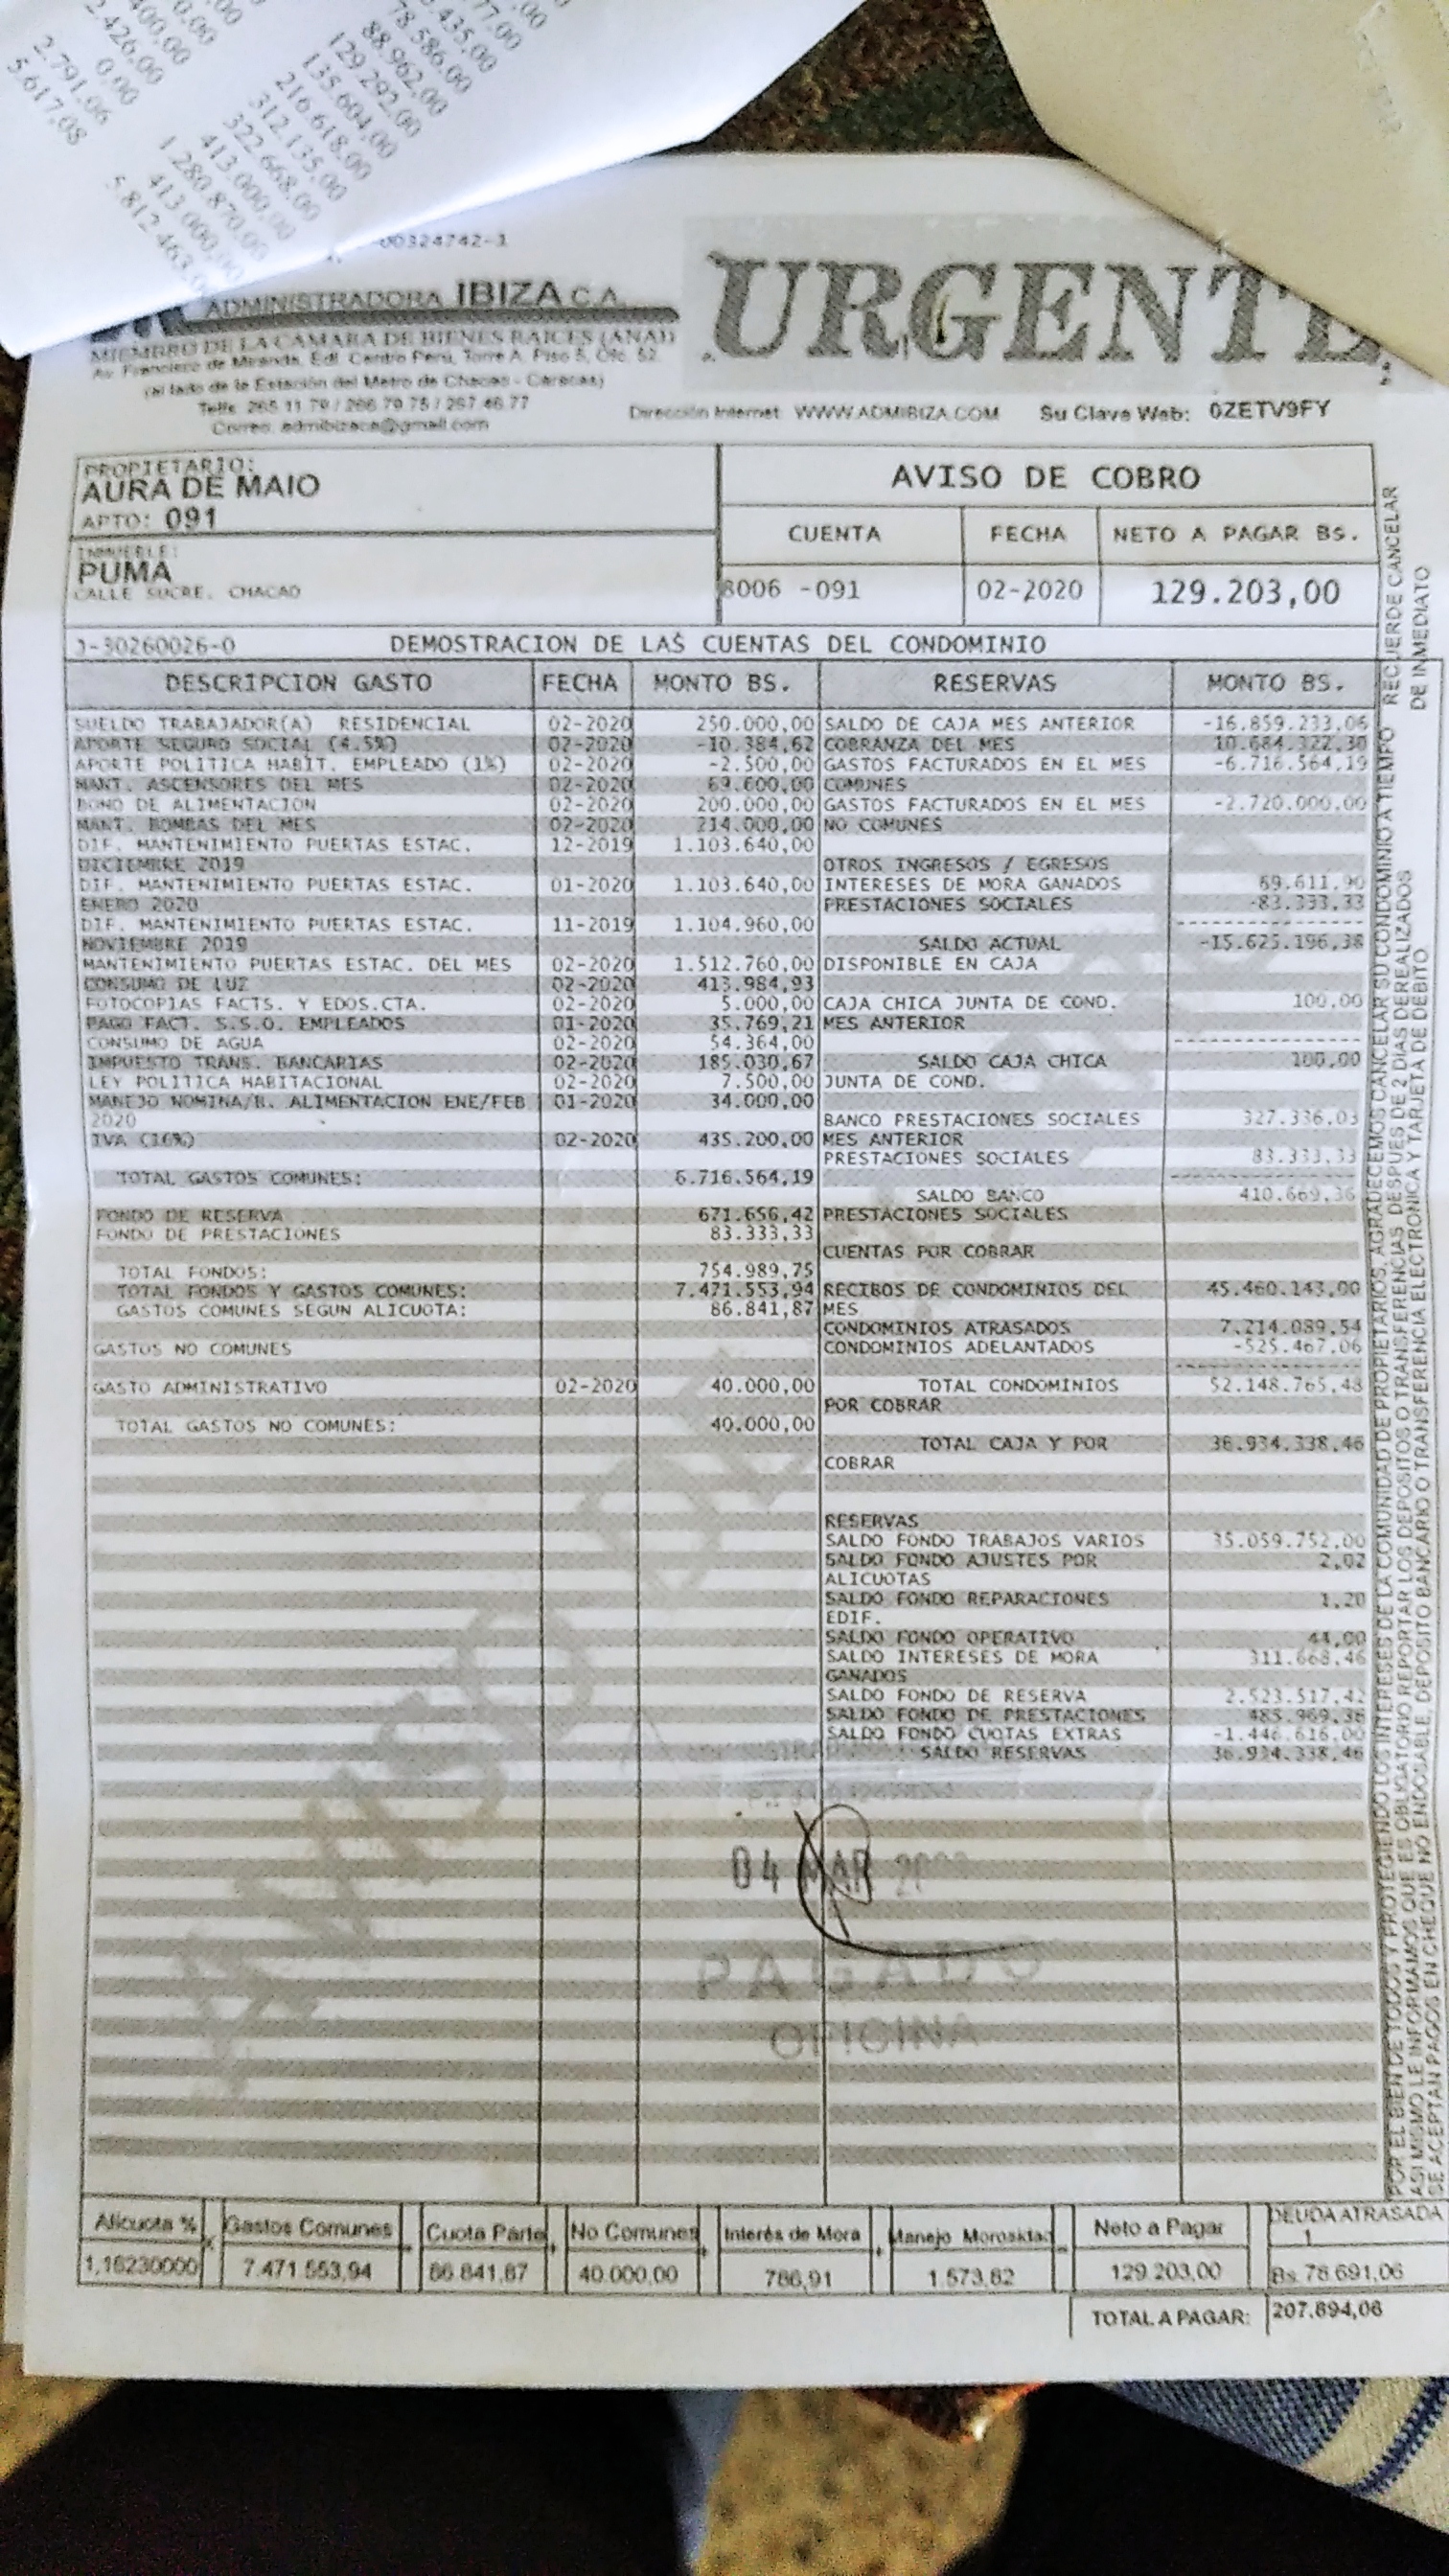 400,00
2.426,00
0.00
2.791,06
5.617,08
435,00
78.586,00
88.962,00
129.292,00
135.604,00
216.618,00
312.135,00
322.668,00
413.000,00
1.280.870,00
413.000,00
5.812.463,
00324742-1
ADMINISTRADORA IBIZA C.A.
MIEMBRO DE LA CAMARA DE BIENES RAICES (ANAI)
Av. Francisco de Miranda, Edf. Centro Perú, Torre A, Piso 5, Ofc. 52.
(al lado de la Estación del Metro de Chacao - Caracas)
Telfs: 265 11 79 / 266 79 75 / 267 46 77
Correo: admibizaca@gmail.com
URGENTE
Dirección Internet WWW.ADMIBIZA.COM Su Clave Web: 0ZETV9FY
PROPIETARIO:
AURA DE MAIO
APTO: 091
INMUEBLE:
PUMA
CALLE SUCRE. CHACAO
AVISO DE COBRO
CUENTA FECHA NETO A PAGAR BS.
8006 -091 02-2020 129.203,00
J-30260026-0 DEMOSTRACION DE LAS CUENTAS DEL CONDOMINIO
DESCRIPCION GASTO FECHA MONTO BS. RESERVAS MONTO BS.
SUELDO TRABAJADOR(A) RESIDENCIAL 02-2020 250.000,00 SALDO DE CAJA MES ANTERIOR -16.859.233,06
APORTE SEGURO SOCIAL (4.5%) 02-2020 -10.384,62 COBRANZA DEL MES 10.684.322,30
APORTE POLITICA HABIT. EMPLEADO (1%) 02-2020 -2.500,00 GASTOS FACTURADOS EN EL MES -6.716.564,19
MANT. ASCENSORES DEL MES 02-2020 69.600,00 COMUNES
BONO DE ALIMENTACION 02-2020 200.000,00 GASTOS FACTURADOS EN EL MES -2.720.000,00
MANT. BOMBAS DEL MES 02-2020 214.000,00 NO COMUNES
DIF. MANTENIMIENTO PUERTAS ESTAC. 12-2019 1.103.640,00
DICIEMBRE 2019 OTROS INGRESOS / EGRESOS
DIF. MANTENIMIENTO PUERTAS ESTAC. 01-2020 1.103.640,00 INTERESES DE MORA GANADOS 69.611,90
ENERO 2020 PRESTACIONES SOCIALES -83.333,33
DIF. MANTENIMIENTO PUERTAS ESTAC. 11-2019 1.104.960,00 --------------
NOVIEMBRE 2019 SALDO ACTUAL -15.625.196,38
MANTENIMIENTO PUERTAS ESTAC. DEL MES 02-2020 1.512.760,00 DISPONIBLE EN CAJA
CONSUMO DE LUZ 02-2020 413.984,93
FOTOCOPIAS FACTS. Y EDOS.CTA. 02-2020 5.000,00 CAJA CHICA JUNTA DE COND. 100,00
PAGO FACT. S.S.O. EMPLEADOS 01-2020 35.769,21 MES ANTERIOR
CONSUMO DE AGUA 02-2020 54.364,00 --------------
IMPUESTO TRANS. BANCARIAS 02-2020 185.030,67 SALDO CAJA CHICA 100,00
LEY POLITICA HABITACIONAL 02-2020 7.500,00 JUNTA DE COND.
MANEJO NOMINA/B. ALIMENTACION ENE/FEB 01-2020 34.000,00
2020 BANCO PRESTACIONES SOCIALES 327.336,03
IVA (16%) 02-2020 435.200,00 MES ANTERIOR
PRESTACIONES SOCIALES 83.333,33
TOTAL GASTOS COMUNES: 6.716.564,19 --------------
SALDO BANCO 410.669,36
FONDO DE RESERVA 671.656,42 PRESTACIONES SOCIALES
FONDO DE PRESTACIONES 83.333,33
CUENTAS POR COBRAR
TOTAL FONDOS: 754.989,75
TOTAL FONDOS Y GASTOS COMUNES: 7.471.553,94 RECIBOS DE CONDOMINIOS DEL 45.460.143,00
GASTOS COMUNES SEGUN ALICUOTA: 86.841,87 MES
CONDOMINIOS ATRASADOS 7.214.089,54
GASTOS NO COMUNES CONDOMINIOS ADELANTADOS -525.467,06
--------------
GASTO ADMINISTRATIVO 02-2020 40.000,00 TOTAL CONDOMINIOS 52.148.765,48
POR COBRAR
TOTAL GASTOS NO COMUNES: 40.000,00
TOTAL CAJA Y POR 36.934.338,46
COBRAR
RESERVAS
SALDO FONDO TRABAJOS VARIOS 35.059.752,00
SALDO FONDO AJUSTES POR 2,02
ALICUOTAS
SALDO FONDO REPARACIONES 1,20
EDIF.
SALDO FONDO OPERATIVO 44,00
SALDO INTERESES DE MORA 311.668,46
GANADOS
SALDO FONDO DE RESERVA 2.523.517,42
SALDO FONDO DE PRESTACIONES 485.969,36
SALDO FONDO CUOTAS EXTRAS -1.446.616,00
SALDO RESERVAS 36.934.338,46
AVISO DE COBRO
04 MAR
PAGADO
OFICINA
RECUERDE CANCELAR
DE INMEDIATO
POR EL BIEN DE TODOS Y PROTEGIENDO LOS INTERESES DE LA COMUNIDAD DE PROPIETARIOS, AGRADECEMOS CANCELAR SU CONDOMINIO A TIEMPO
ASI MISMO LE INFORMAMOS QUE ES OBLIGATORIO REPORTAR LOS DEPOSITOS O TRANSFERENCIAS DESPUES DE 2 DIAS DE REALIZADOS
SE ACEPTAN PAGOS EN CHEQUE NO ENDOSABLE, DEPOSITO BANCARIO O TRANSFERENCIA ELECTRONICA Y TARJETA DE DEBITO
Alicuota % Gastos Comunes Cuota Parte No Comunes Interés de Mora Manejo Morosidad Neto a Pagar DEUDA ATRASADA
1
1,16230000 7.471.553,94 86.841,87 40.000,00 786,91 1.573,82 129.203,00 Bs. 78.691,06
TOTAL A PAGAR: 207.894,06